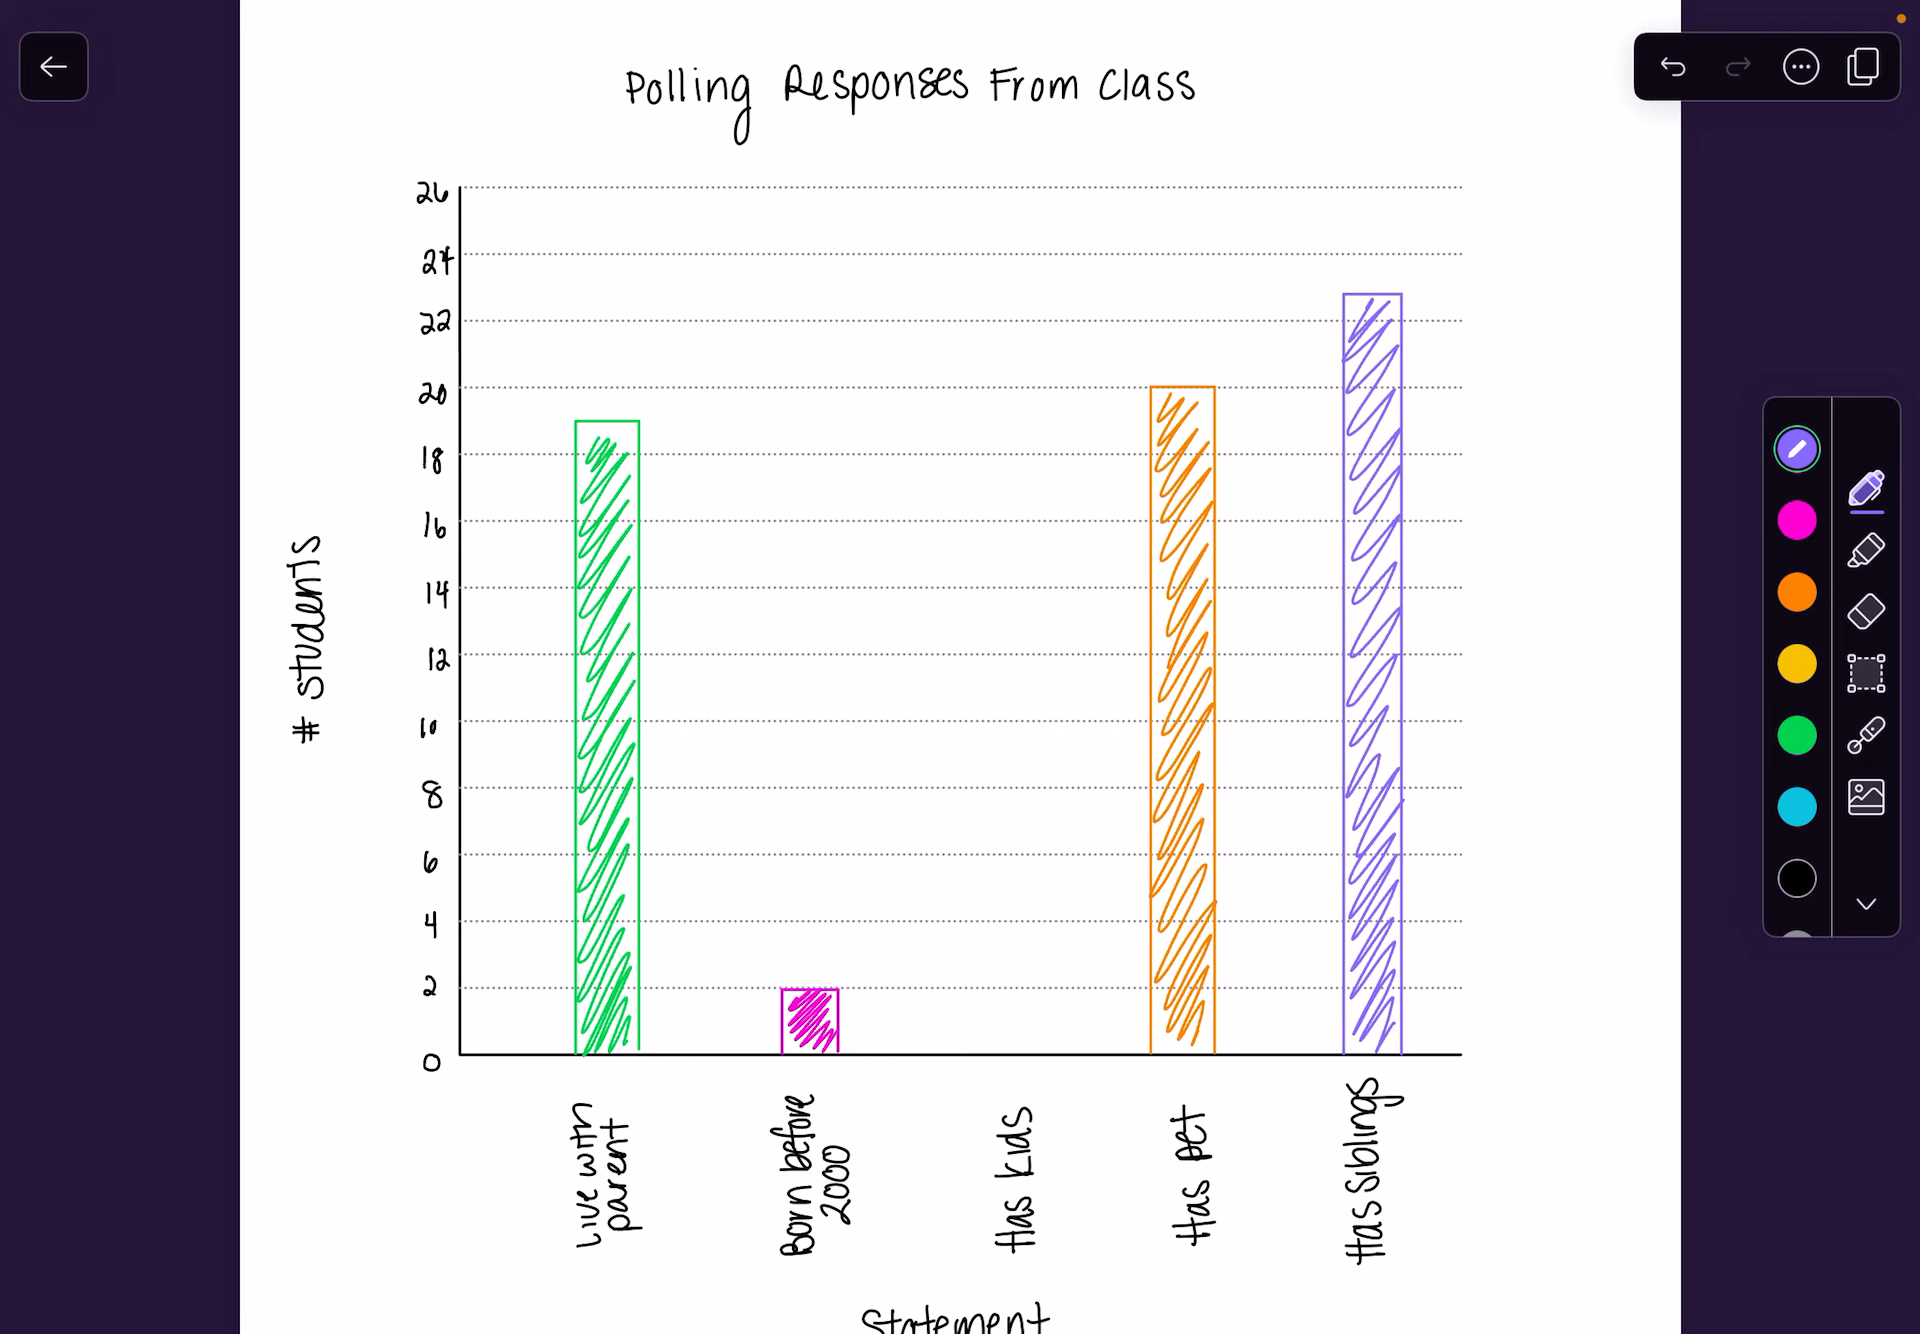 Polling Responses From Class
26
24
22
20
18
16
14
12
10
8
6
4
2
0
# students
Live with
parent
Born before
2000
Has kids
Has pet
Has siblings
Statement